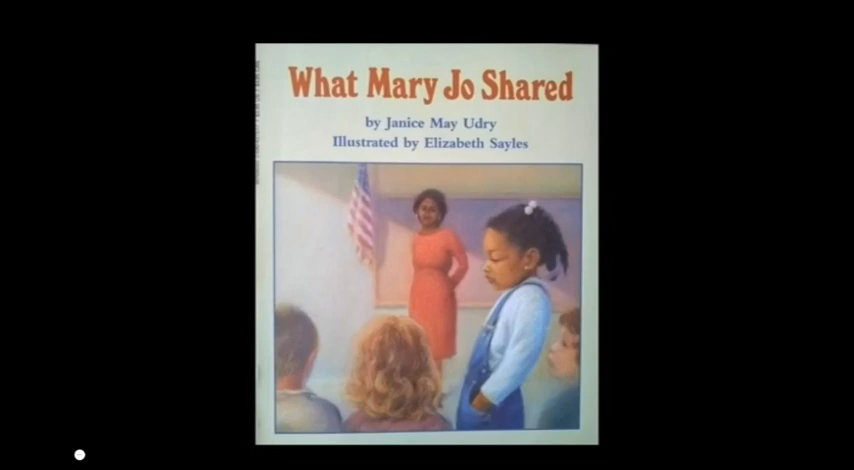 What Mary Jo Shared
by Janice May Udry
Illustrated by Elizabeth Sayles